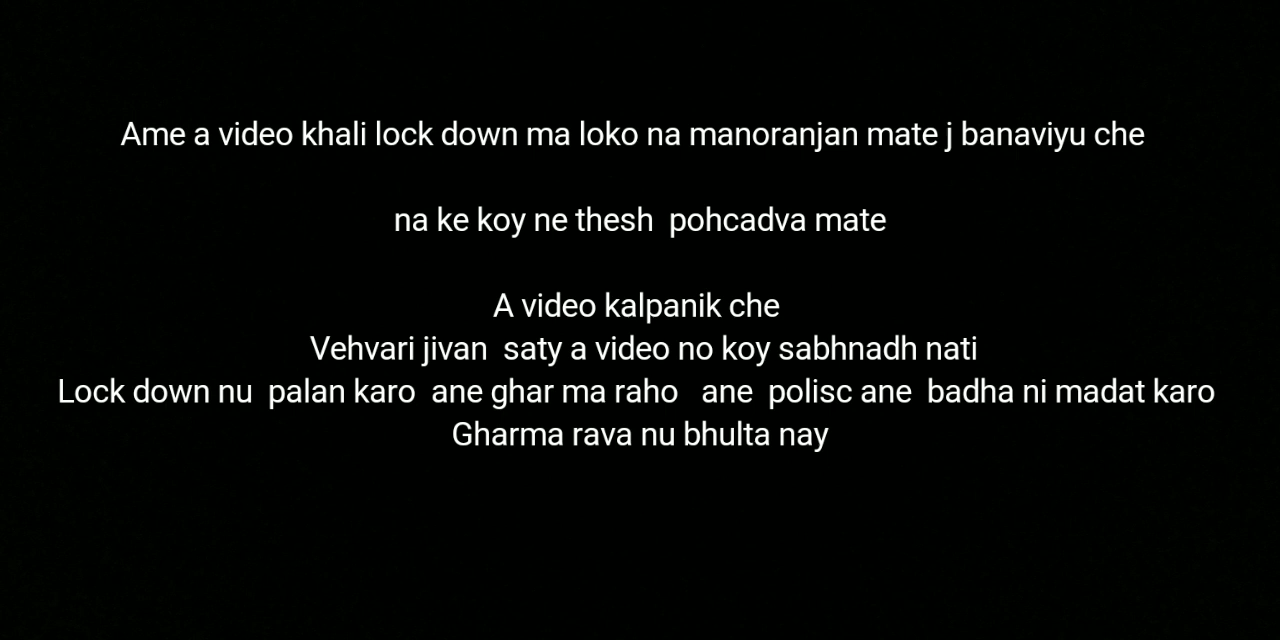 Ame a video khali lock down ma loko na manoranjan mate j banaviyu che
na ke koy ne thesh pohcadva mate
A video kalpanik che
Vehvari jivan saty a video no koy sabhnadh nati
Lock down nu palan karo ane ghar ma raho ane polisc ane badha ni madat karo
Gharma rava nu bhulta nay